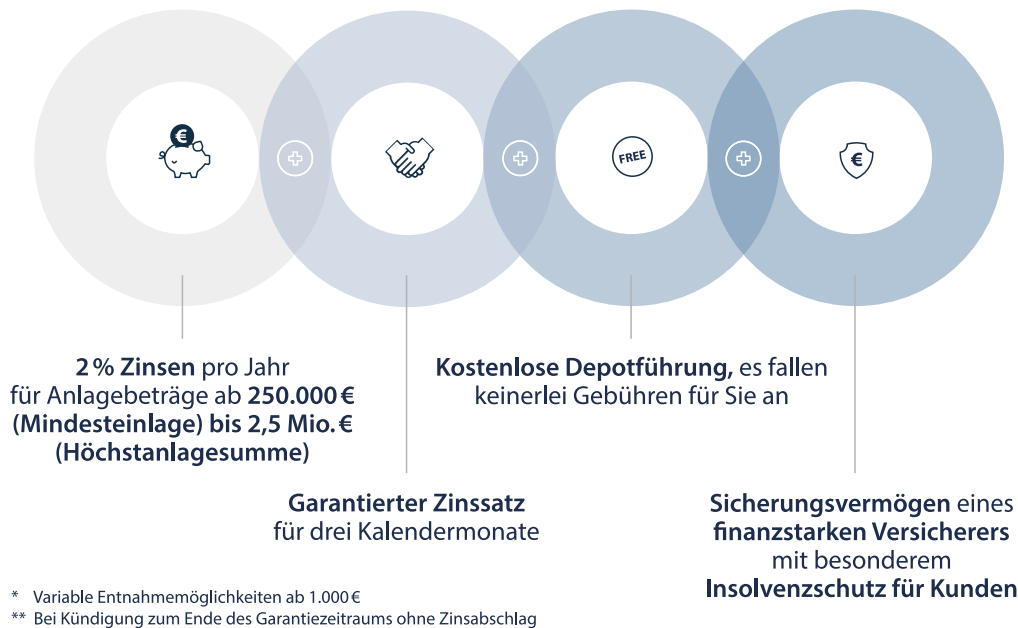 €
FREE
€
2 % Zinsen pro Jahr
für Anlagebeträge ab 250.000 €
(Mindesteinlage) bis 2,5 Mio. €
(Höchstanlagesumme)
Garantierter Zinssatz
für drei Kalendermonate
Kostenlose Depotführung, es fallen
keinerlei Gebühren für Sie an
Sicherungsvermögen eines
finanzstarken Versicherers
mit besonderem
Insolvenzschutz für Kunden
* Variable Entnahmemöglichkeiten ab 1.000 €
** Bei Kündigung zum Ende des Garantiezeitraums ohne Zinsabschlag